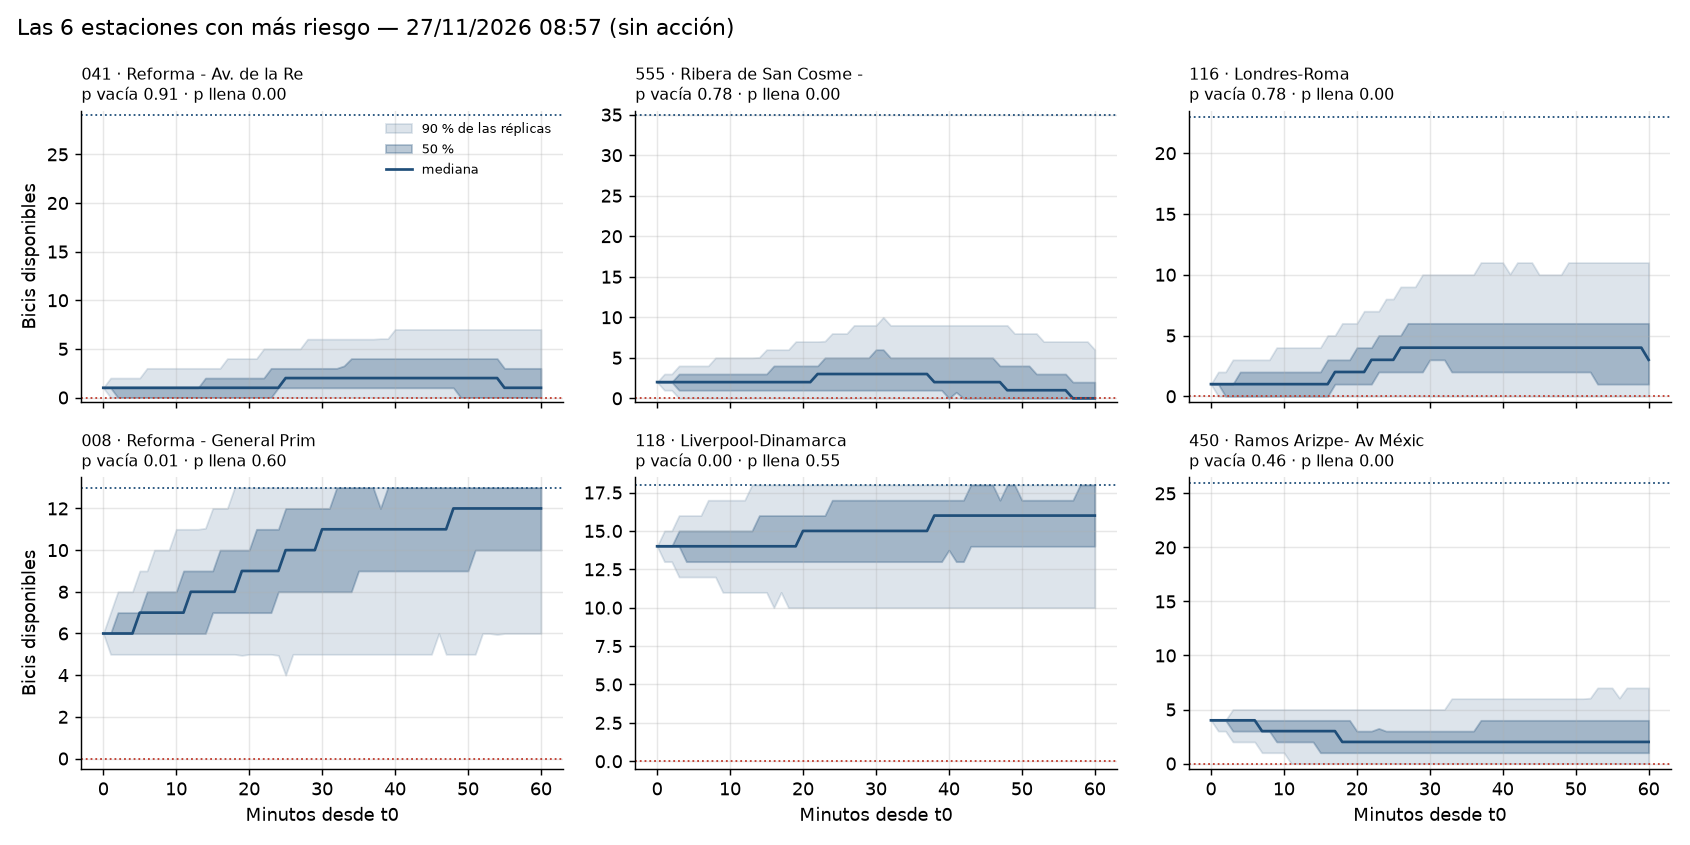 Las 6 estaciones con más riesgo — 27/11/2026 08:57 (sin acción)
041 · Reforma - Av. de la Re
p vacía 0.91 · p llena 0.00
90 % de las réplicas
50 %
mediana
Bicis disponibles
25
20
15
10
5
0
555 · Ribera de San Cosme -
p vacía 0.78 · p llena 0.00
35
30
25
20
15
10
5
0
116 · Londres-Roma
p vacía 0.78 · p llena 0.00
20
15
10
5
0
008 · Reforma - General Prim
p vacía 0.01 · p llena 0.60
Bicis disponibles
12
10
8
6
4
2
0
0 10 20 30 40 50 60
Minutos desde t0
118 · Liverpool-Dinamarca
p vacía 0.00 · p llena 0.55
17.5
15.0
12.5
10.0
7.5
5.0
2.5
0.0
0 10 20 30 40 50 60
Minutos desde t0
450 · Ramos Arizpe- Av Méxic
p vacía 0.46 · p llena 0.00
25
20
15
10
5
0
0 10 20 30 40 50 60
Minutos desde t0